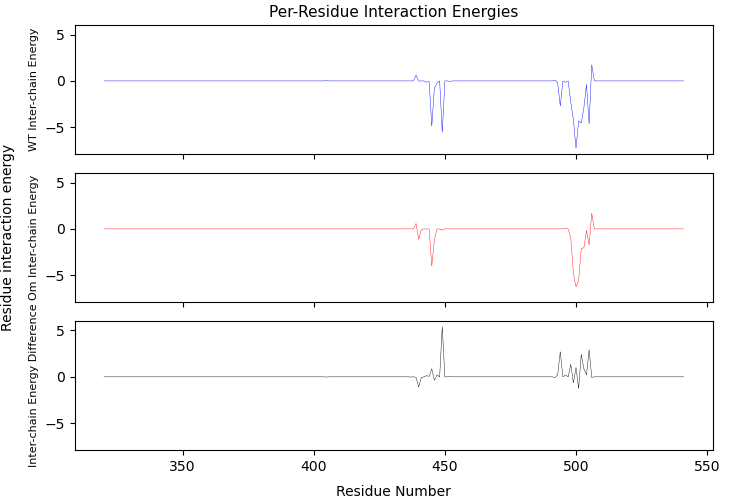 Per-Residue Interaction Energies
Residue interaction energy
WT Inter-chain Energy
5
0
−5
Om Inter-chain Energy
5
0
−5
Inter-chain Energy Difference
5
0
−5
350
400
450
500
550
Residue Number